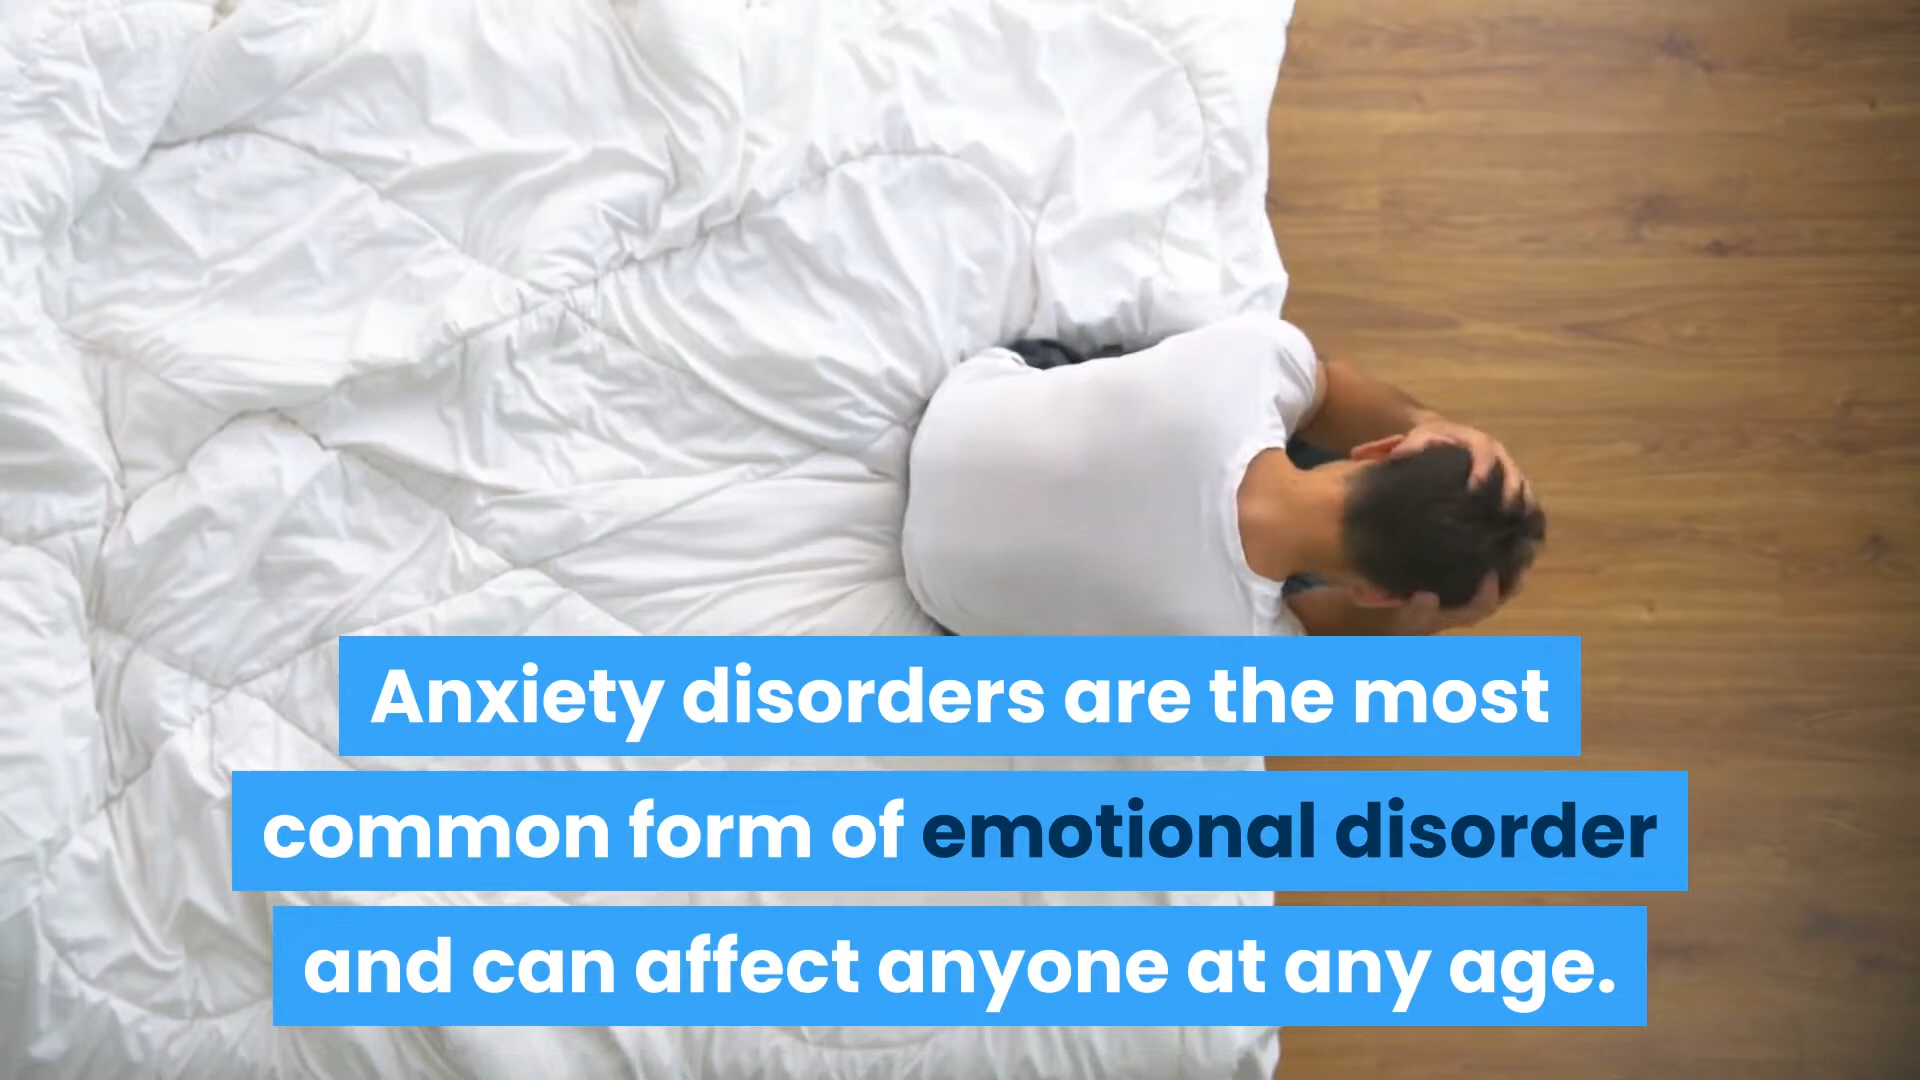 Anxiety disorders are the most
common form of emotional disorder
and can affect anyone at any age.